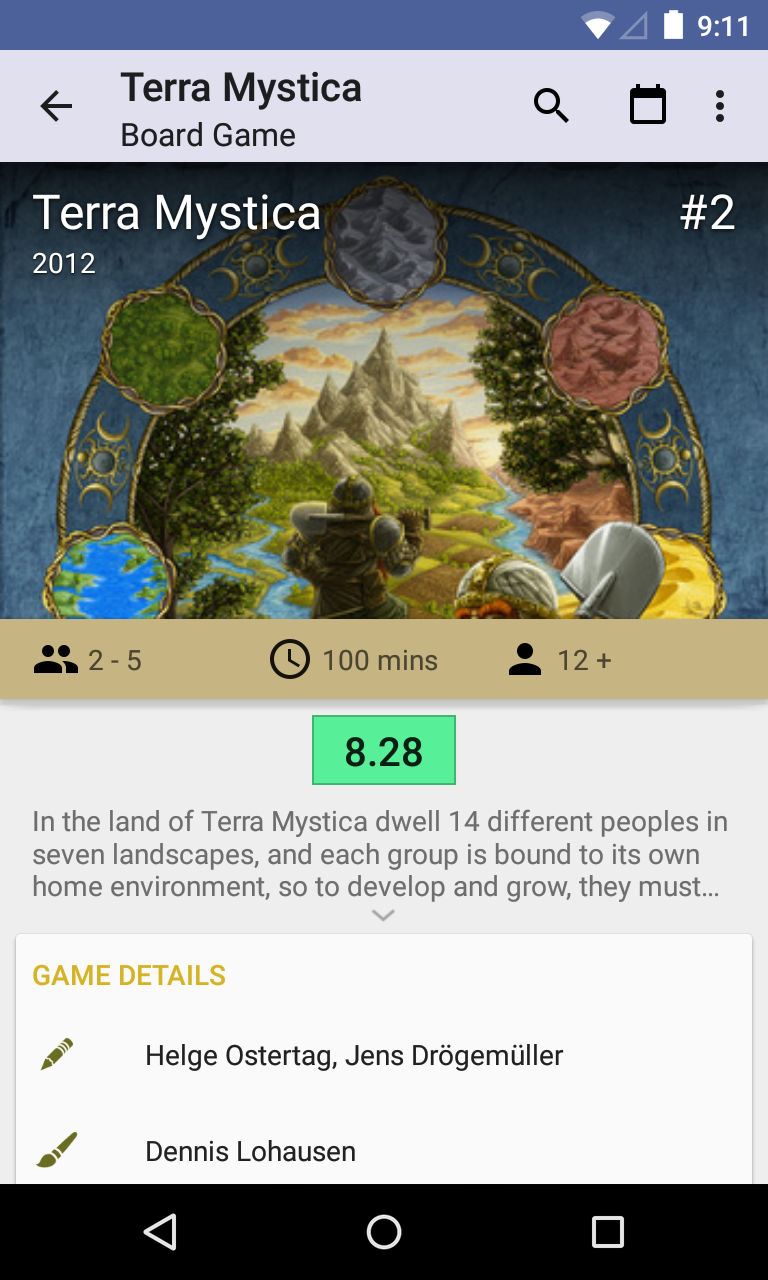 9:11
Terra Mystica
Board Game
Terra Mystica
#2
2012
2 - 5
100 mins
12 +
8.28
In the land of Terra Mystica dwell 14 different peoples in
seven landscapes, and each group is bound to its own
home environment, so to develop and grow, they must…
GAME DETAILS
Helge Ostertag, Jens Drögemüller
Dennis Lohausen